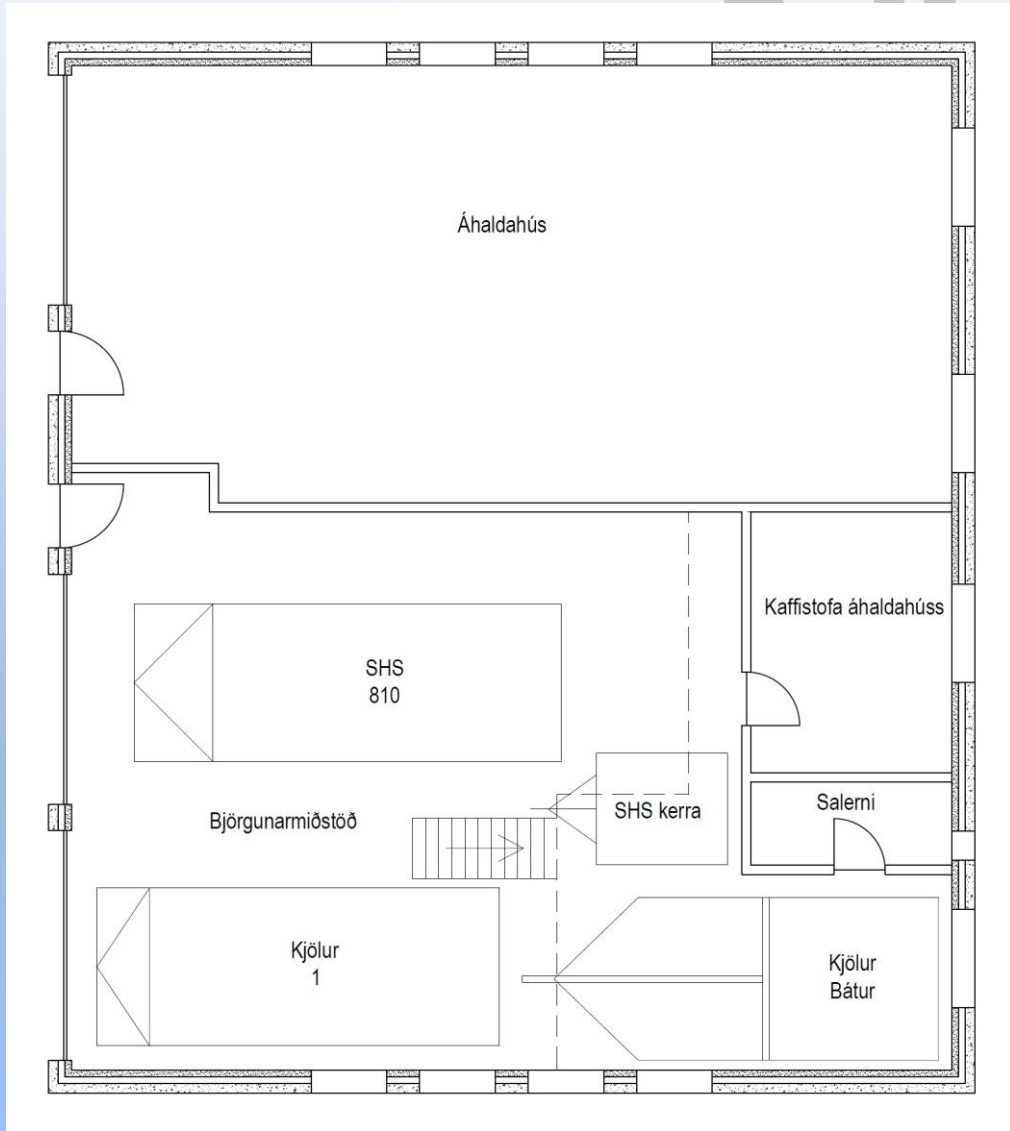 Áhaldahús
Kaffistofa áhaldahúss
SHS
810
Salerni
SHS kerra
Björgunarmiðstöð
Kjölur
1
Kjölur
Bátur